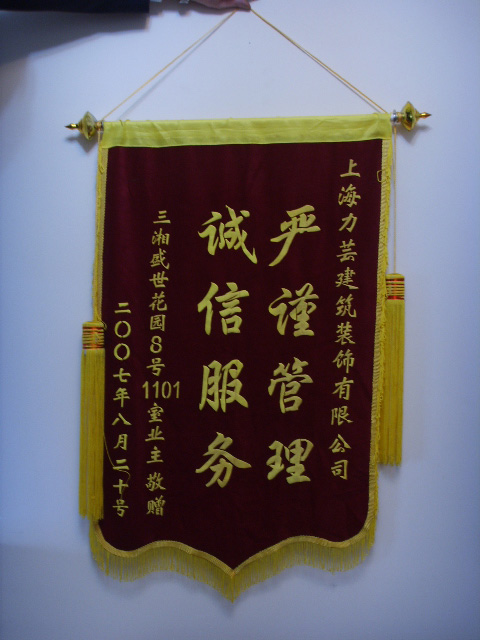 上海力芸建筑装饰有限公司
严谨管理
诚信服务
三湘盛世花园8号1101室业主 敬赠
二〇〇七年八月二十号